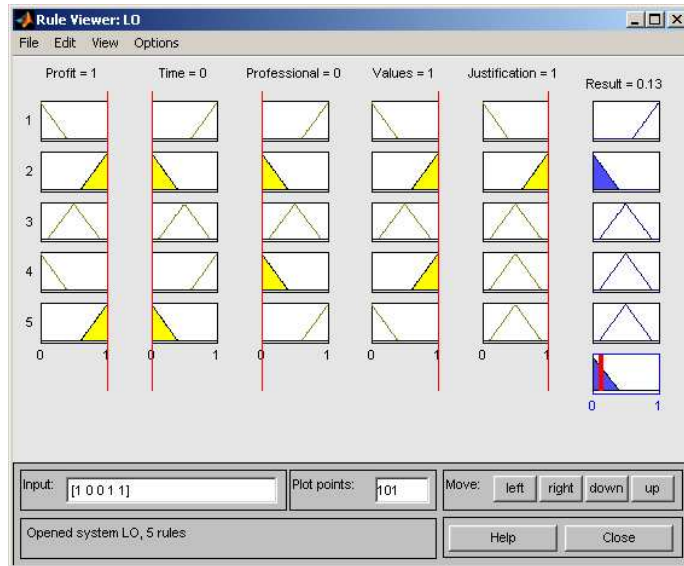 Rule Viewer: LO
File Edit View Options
Profit = 1 Time = 0 Professional = 0 Values = 1 Justification = 1 Result = 0.13
1
2
3
4
5
0 1 0 1 0 1 0 1 0 1
0 1
Input: [1 0 0 1 1] Plot points: 101 Move: left right down up
Opened system LO, 5 rules Help Close